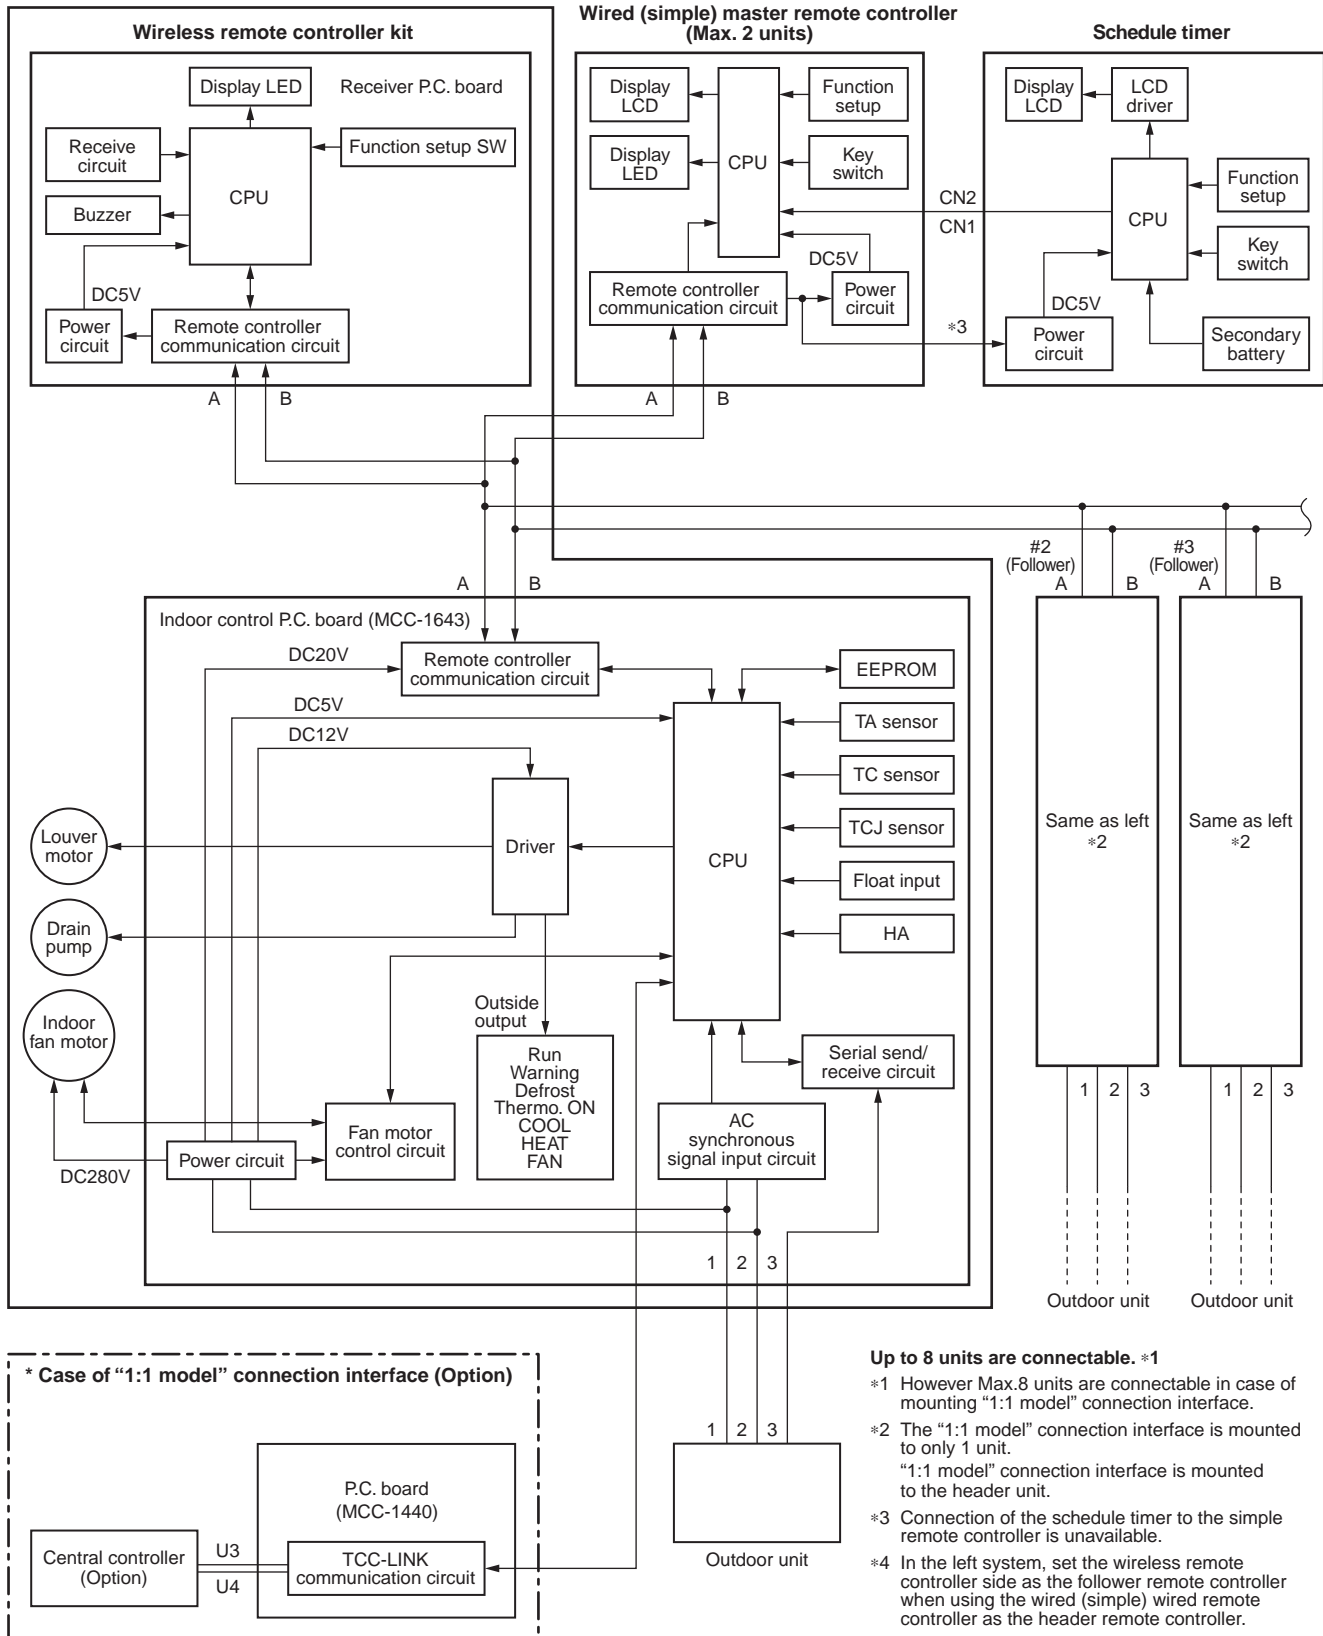 Wireless remote controller kit
Wired (simple) master remote controller
(Max. 2 units)
Schedule timer
Display LED
Receiver P.C. board
Receive
circuit
Function setup SW
CPU
Buzzer
DC5V
Power
circuit
Remote controller
communication circuit
A
B
Display
LCD
Function
setup
Display
LED
CPU
Key
switch
DC5V
Remote controller
communication circuit
Power
circuit
A
B
CN2
CN1
∗3
Display
LCD
LCD
driver
Function
setup
CPU
Key
switch
DC5V
Power
circuit
Secondary
battery
#2
(Follower)
A
B
#3
(Follower)
A
B
A
B
Indoor control P.C. board (MCC-1643)
DC20V
Remote controller
communication circuit
EEPROM
DC5V
TA sensor
DC12V
TC sensor
TCJ sensor
Driver
CPU
Float input
HA
Louver
motor
Drain
pump
Indoor
fan motor
Outside
output
Run
Warning
Defrost
Thermo. ON
COOL
HEAT
FAN
Serial send/
receive circuit
AC
synchronous
signal input circuit
Fan motor
control circuit
Power circuit
DC280V
1
2
3
Same as left
∗2
Same as left
∗2
1
2
3
1
2
3
Outdoor unit
Outdoor unit
* Case of “1:1 model” connection interface (Option)
P.C. board
(MCC-1440)
Central controller
(Option)
U3
U4
TCC-LINK
communication circuit
1
2
3
Outdoor unit
Up to 8 units are connectable. ∗1
∗1 However Max.8 units are connectable in case of
mounting “1:1 model” connection interface.
∗2 The “1:1 model” connection interface is mounted
to only 1 unit.
“1:1 model” connection interface is mounted
to the header unit.
∗3 Connection of the schedule timer to the simple
remote controller is unavailable.
∗4 In the left system, set the wireless remote
controller side as the follower remote controller
when using the wired (simple) wired remote
controller as the header remote controller.